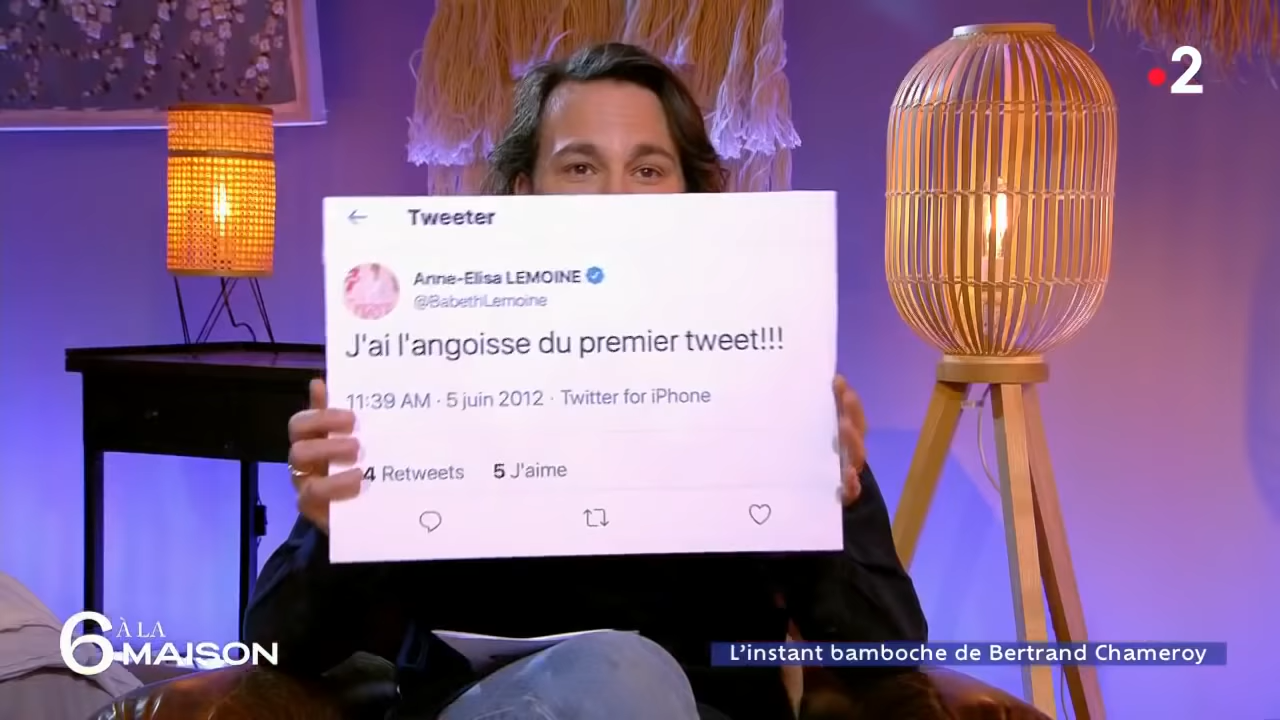 2
Tweeter
Anne-Elisa LEMOINE
@BabethLemoine
J'ai l'angoisse du premier tweet!!!
11:39 AM · 5 juin 2012 · Twitter for iPhone
4 Retweets 5 J'aime
6 À LA
MAISON
L'instant bamboche de Bertrand Chameroy